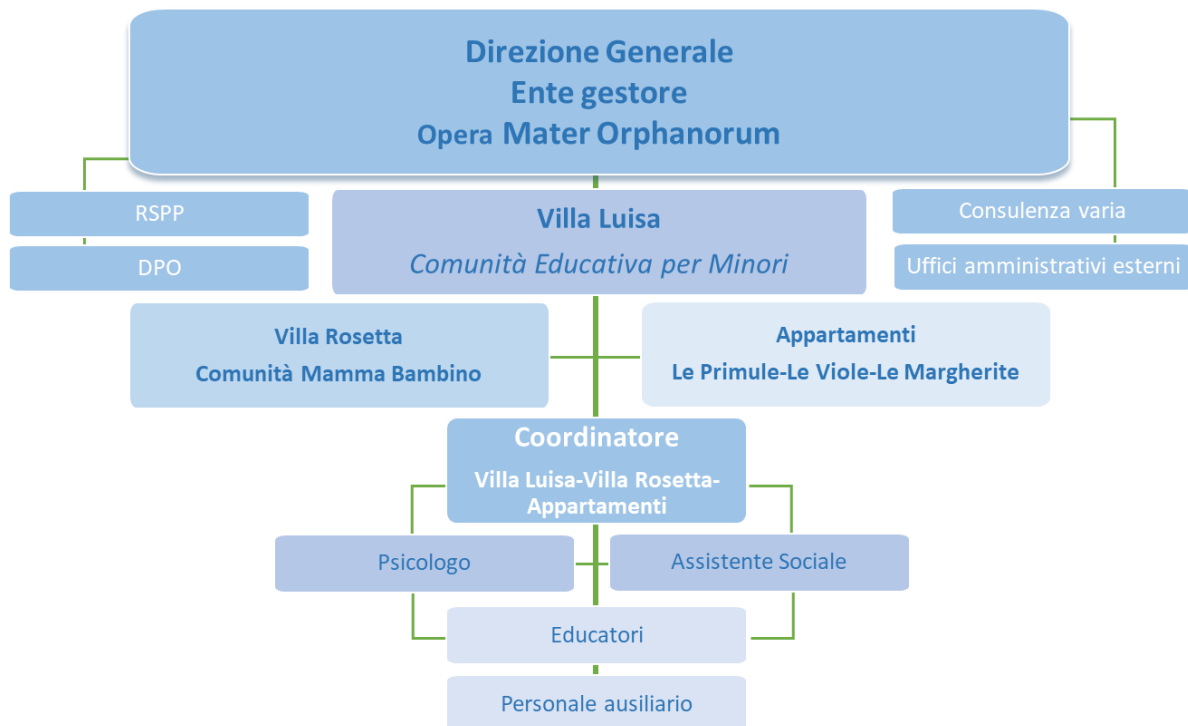 Direzione Generale
Ente gestore
Opera Mater Orphanorum
RSPP
DPO
Villa Luisa
Comunità Educativa per Minori
Consulenza varia
Uffici amministrativi esterni
Villa Rosetta
Comunità Mamma Bambino
Appartamenti
Le Primule-Le Viole-Le Margherite
Coordinatore
Villa Luisa-Villa Rosetta-
Appartamenti
Psicologo
Assistente Sociale
Educatori
Personale ausiliario